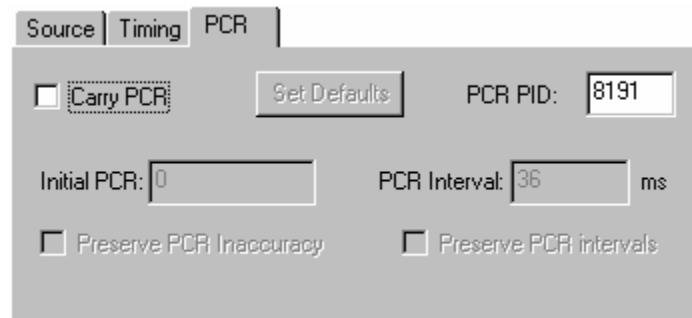 Source Timing PCR
Carry PCR Set Defaults PCR PID: 8191
Initial PCR: 0 PCR Interval: 36 ms
Preserve PCR Inaccuracy Preserve PCR intervals